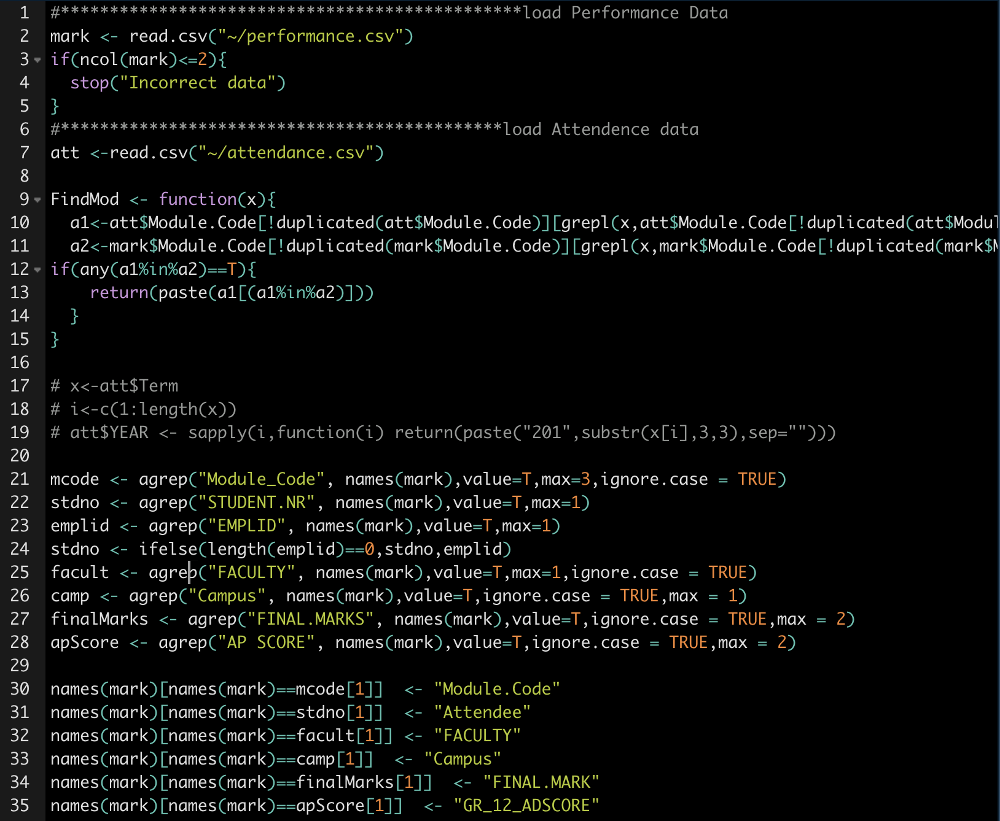 1 #***********************************************load Performance Data
2 mark <- read.csv("~/performance.csv")
3 if(ncol(mark)<=2){
4   stop("Incorrect data")
5 }
6 #*********************************************load Attendence data
7 att <-read.csv("~/attendance.csv")
8
9 FindMod <- function(x){
10   a1<-att$Module.Code[!duplicated(att$Module.Code)][grepl(x,att$Module.Code[!duplicated(att$Modul
11   a2<-mark$Module.Code[!duplicated(mark$Module.Code)][grepl(x,mark$Module.Code[!duplicated(mark$M
12 if(any(a1%in%a2)==T){
13     return(paste(a1[(a1%in%a2)]))
14   }
15 }
16
17 # x<-att$Term
18 # i<-c(1:length(x))
19 # att$YEAR <- sapply(i,function(i) return(paste("201",substr(x[i],3,3),sep="")))
20
21 mcode <- agrep("Module_Code", names(mark),value=T,max=3,ignore.case = TRUE)
22 stdno <- agrep("STUDENT.NR", names(mark),value=T,max=1)
23 emplid <- agrep("EMPLID", names(mark),value=T,max=1)
24 stdno <- ifelse(length(emplid)==0,stdno,emplid)
25 facult <- agrep("FACULTY", names(mark),value=T,max=1,ignore.case = TRUE)
26 camp <- agrep("Campus", names(mark),value=T,ignore.case = TRUE,max = 1)
27 finalMarks <- agrep("FINAL.MARKS", names(mark),value=T,ignore.case = TRUE,max = 2)
28 apScore <- agrep("AP SCORE", names(mark),value=T,ignore.case = TRUE,max = 2)
29
30 names(mark)[names(mark)==mcode[1]]  <- "Module.Code"
31 names(mark)[names(mark)==stdno[1]]  <- "Attendee"
32 names(mark)[names(mark)==facult[1]] <- "FACULTY"
33 names(mark)[names(mark)==camp[1]]  <- "Campus"
34 names(mark)[names(mark)==finalMarks[1]]  <- "FINAL.MARK"
35 names(mark)[names(mark)==apScore[1]]  <- "GR_12_ADSCORE"